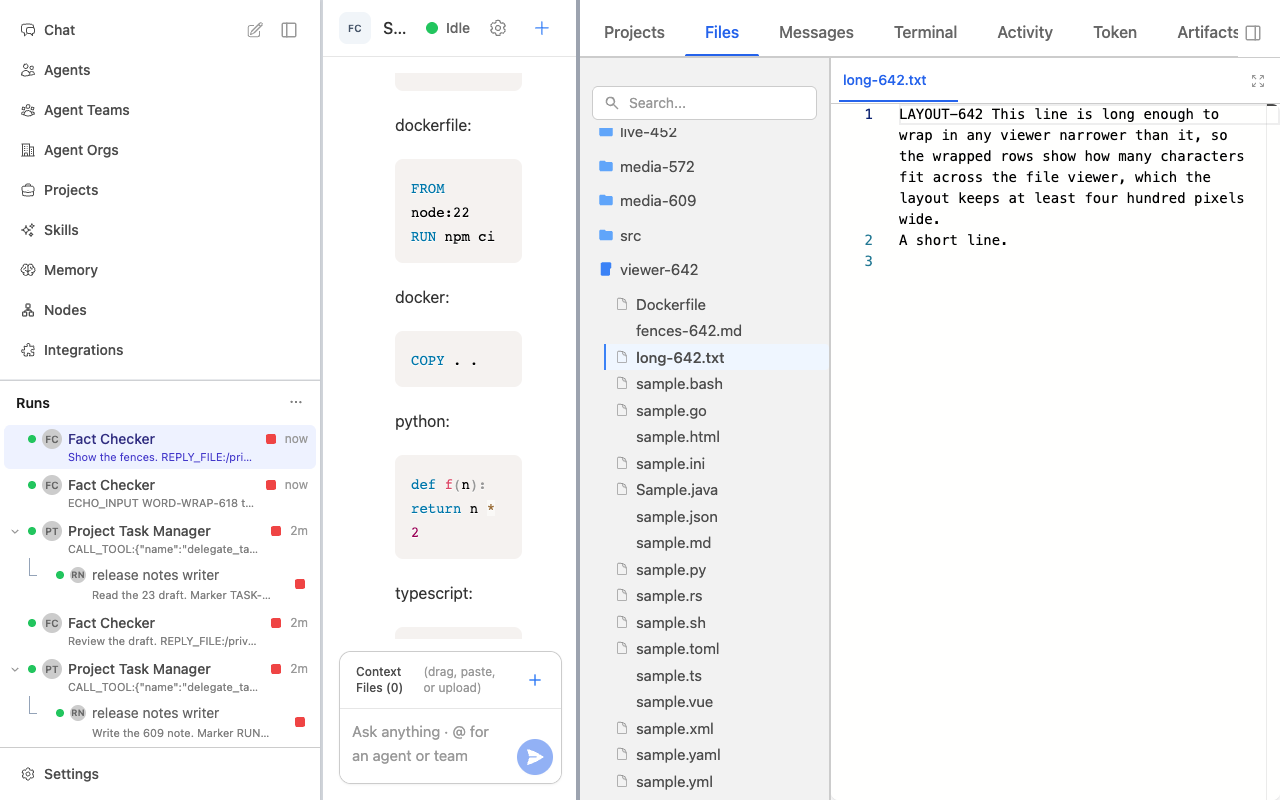 Chat
Agents
Agent Teams
Agent Orgs
Projects
Skills
Memory
Nodes
Integrations
Runs
FC Fact Checker now
Show the fences. REPLY_FILE:/pri...
FC Fact Checker now
ECHO_INPUT WORD-WRAP-618 t...
PT Project Task Manager 2m
CALL_TOOL:{"name":"delegate_ta...
RN release notes writer
Read the 23 draft. Marker TASK-...
FC Fact Checker 2m
Review the draft. REPLY_FILE:/priv...
PT Project Task Manager 2m
CALL_TOOL:{"name":"delegate_ta...
RN release notes writer
Write the 609 note. Marker RUN...
Settings
FC S... Idle
dockerfile:
FROM
node:22
RUN npm ci
docker:
COPY . .
python:
def f(n):
return n *
2
typescript:
Context
Files (0)
(drag, paste,
or upload)
Ask anything · @ for
an agent or team
Projects Files Messages Terminal Activity Token Artifacts
Search...
live-452
media-572
media-609
src
viewer-642
Dockerfile
fences-642.md
long-642.txt
sample.bash
sample.go
sample.html
sample.ini
Sample.java
sample.json
sample.md
sample.py
sample.rs
sample.sh
sample.toml
sample.ts
sample.vue
sample.xml
sample.yaml
sample.yml
long-642.txt
1 LAYOUT-642 This line is long enough to
wrap in any viewer narrower than it, so
the wrapped rows show how many characters
fit across the file viewer, which the
layout keeps at least four hundred pixels
wide.
2 A short line.
3